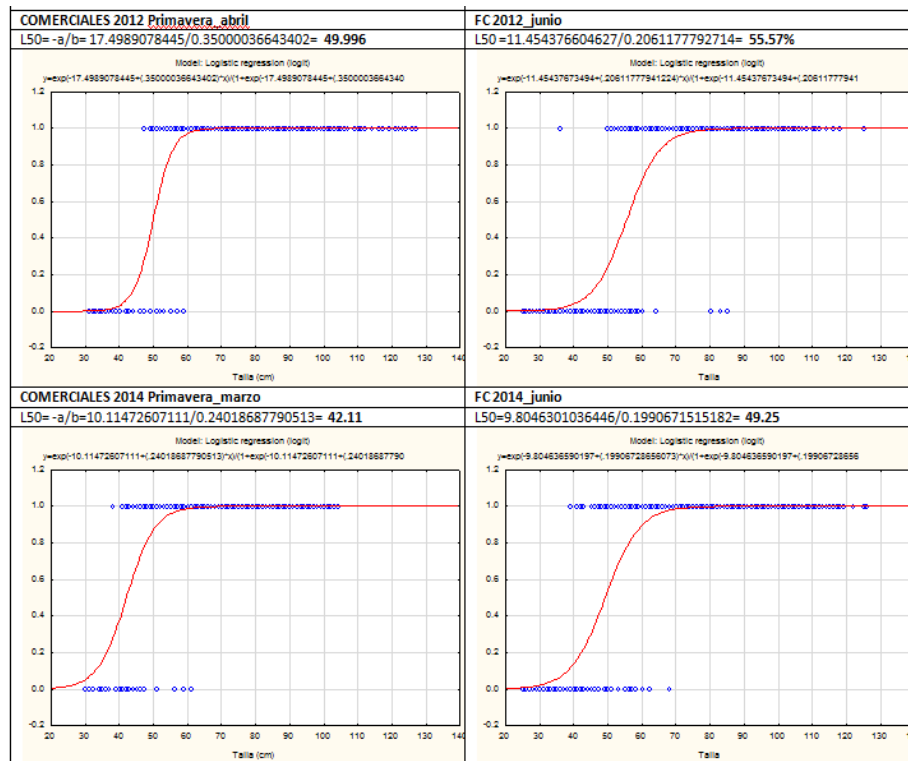 COMERCIALES 2012 Primavera_abril
L50= -a/b= 17.4989078445/0.35000036643402= 49.996
Model: Logistic regression (logit)
y=exp(-17.4989078445+(.35000036643402)*x)/(1+exp(-17.4989078445+(.3500003664340
1.2
1.0
0.8
0.6
0.4
0.2
0.0
-0.2
20 30 40 50 60 70 80 90 100 110 120 130 140
Talla (cm)
FC 2012_junio
L50 =11.454376604627/0.2061177792714= 55.57%
Model: Logistic regression (logit)
y=exp(-11.45437673494+(.20611777941224)*x)/(1+exp(-11.45437673494+(.20611777941
1.2
1.0
0.8
0.6
0.4
0.2
0.0
-0.2
20 30 40 50 60 70 80 90 100 110 120 130 14
Talla
COMERCIALES 2014 Primavera_marzo
L50= -a/b=10.11472607111/0.24018687790513= 42.11
Model: Logistic regression (logit)
y=exp(-10.11472607111+(.24018687790513)*x)/(1+exp(-10.11472607111+(.24018687790
1.2
1.0
0.8
0.6
0.4
0.2
0.0
-0.2
20 30 40 50 60 70 80 90 100 110 120 130 140
Talla (cm)
FC 2014_junio
L50=9.8046301036446/0.1990671515182= 49.25
Model: Logistic regression (logit)
y=exp(-9.804636590197+(.19906728656073)*x)/(1+exp(-9.804636590197+(.19906728656
1.2
1.0
0.8
0.6
0.4
0.2
0.0
-0.2
20 30 40 50 60 70 80 90 100 110 120 130
Talla